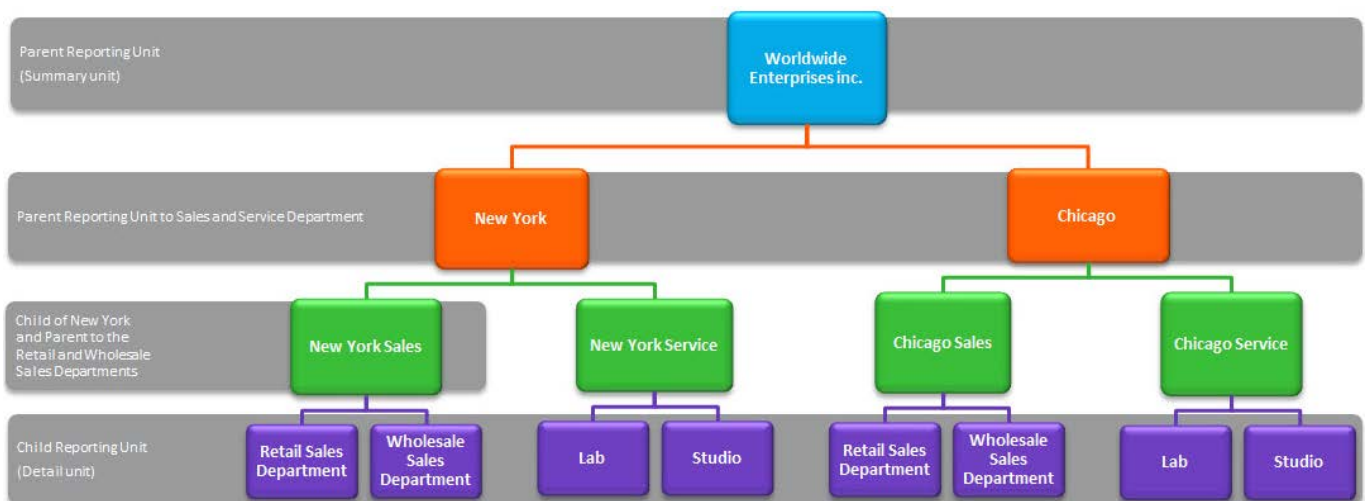 Parent Reporting Unit
(Summary unit)
Worldwide
Enterprises inc.
Parent Reporting Unit to Sales and Service Department
New York
Chicago
Child of New York
and Parent to the
Retail and Wholesale
Sales Departments
New York Sales
New York Service
Chicago Sales
Chicago Service
Child Reporting Unit
(Detail unit)
Retail Sales
Department
Wholesale
Sales
Department
Lab
Studio
Retail Sales
Department
Wholesale
Sales
Department
Lab
Studio